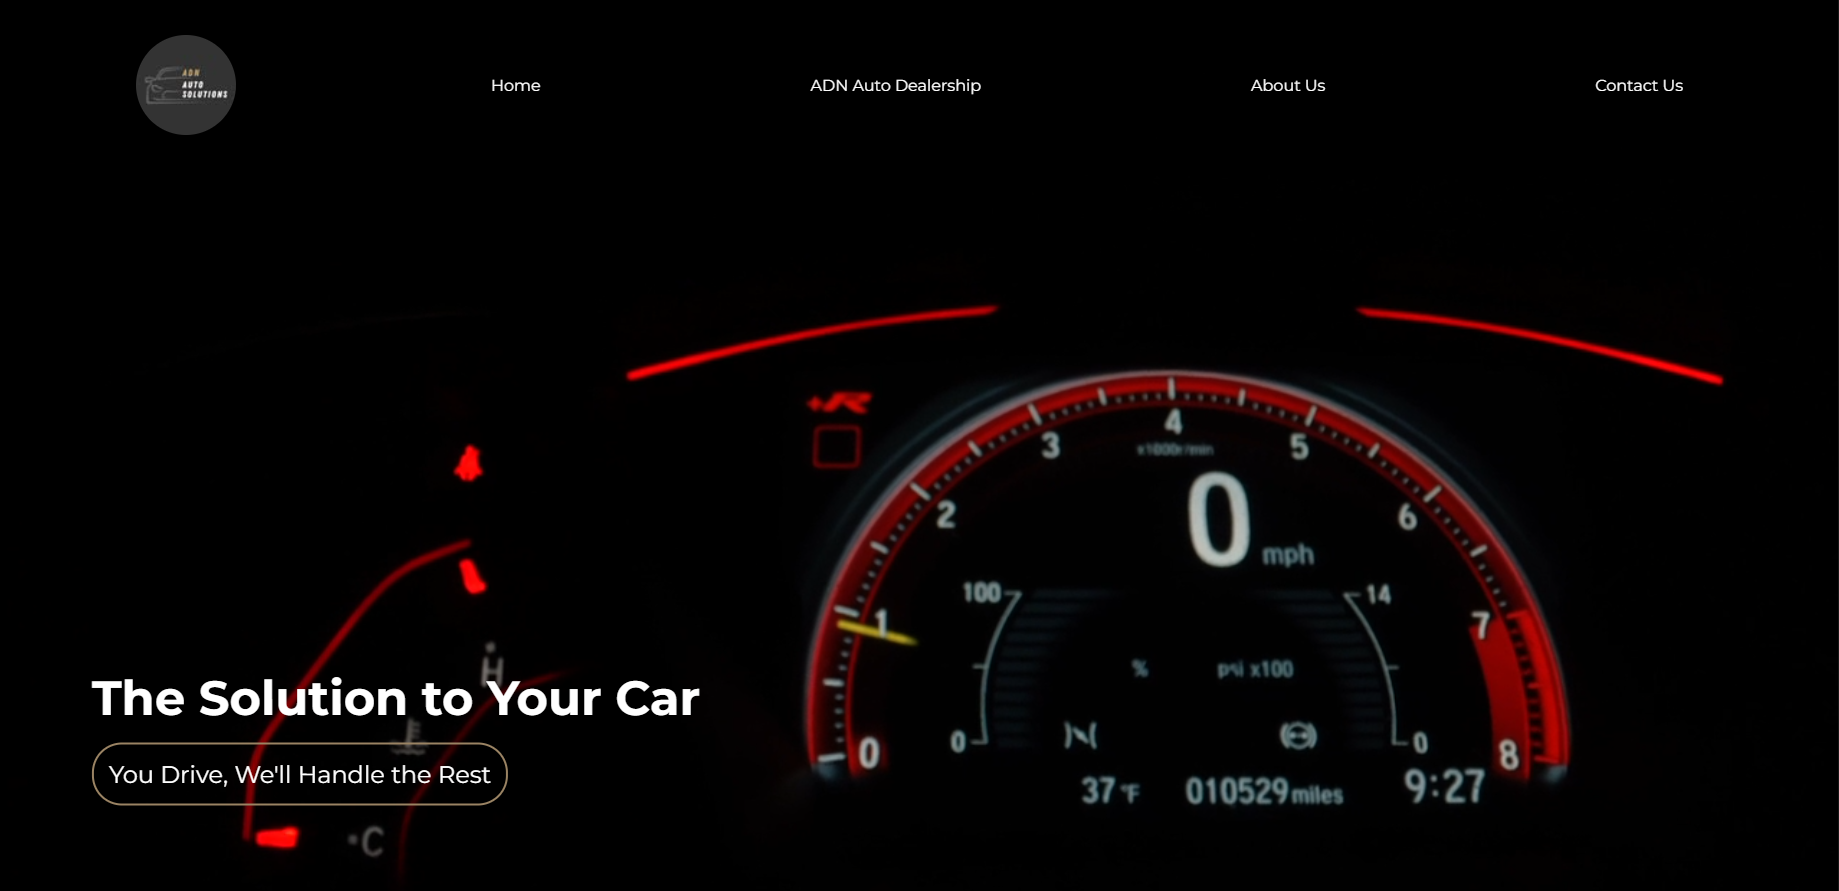 ADN
AUTO
SOLUTIONS
Home
ADN Auto Dealership
About Us
Contact Us
+R
4
3
x1000r/min
5
0 mph
2
6
100
14
1
7
% psi x100
H
The Solution to Your Car
0
0
0
8
You Drive, We'll Handle the Rest
37 °F
010529 miles
9:27
C